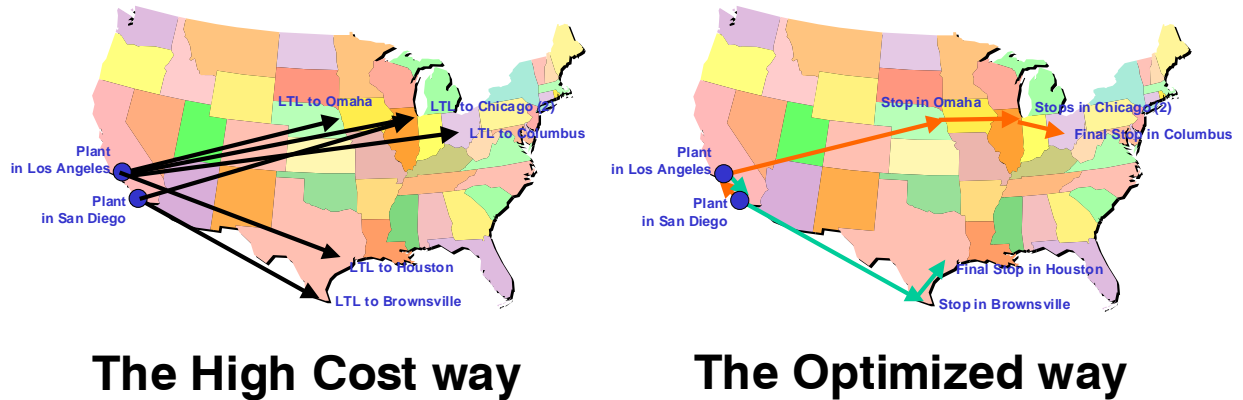 LTL to Omaha
LTL to Chicago (2)
LTL to Columbus
Plant
in Los Angeles
Plant
in San Diego
LTL to Houston
LTL to Brownsville
The High Cost way
Stop in Omaha
Stops in Chicago (2)
Final Stop in Columbus
Plant
in Los Angeles
Plant
in San Diego
Final Stop in Houston
Stop in Brownsville
The Optimized way